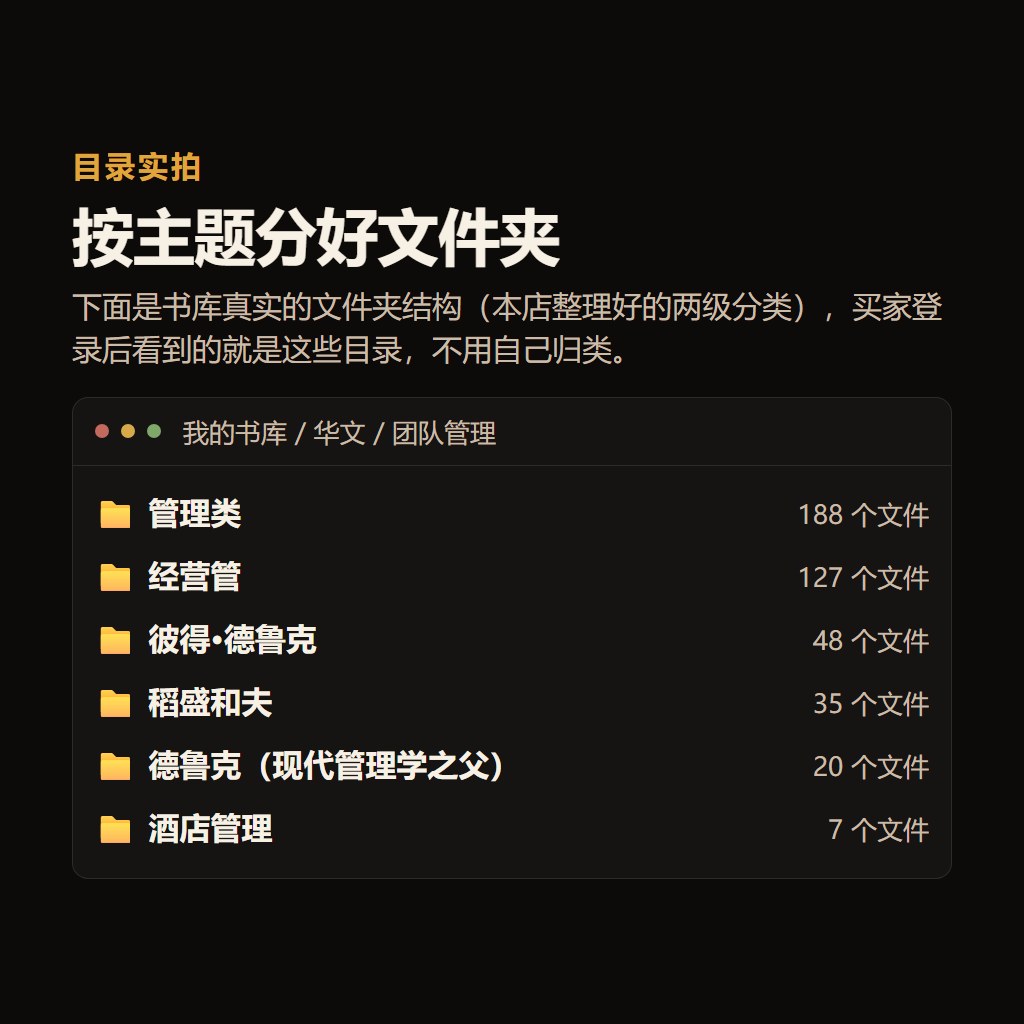 目录实拍
按主题分好文件夹
下面是书库真实的文件夹结构（本店整理好的两级分类），买家登
录后看到的就是这些目录，不用自己归类。
我的书库 / 华文 / 团队管理
管理类 188 个文件
经营管 127 个文件
彼得•德鲁克 48 个文件
稻盛和夫 35 个文件
德鲁克（现代管理学之父） 20 个文件
酒店管理 7 个文件